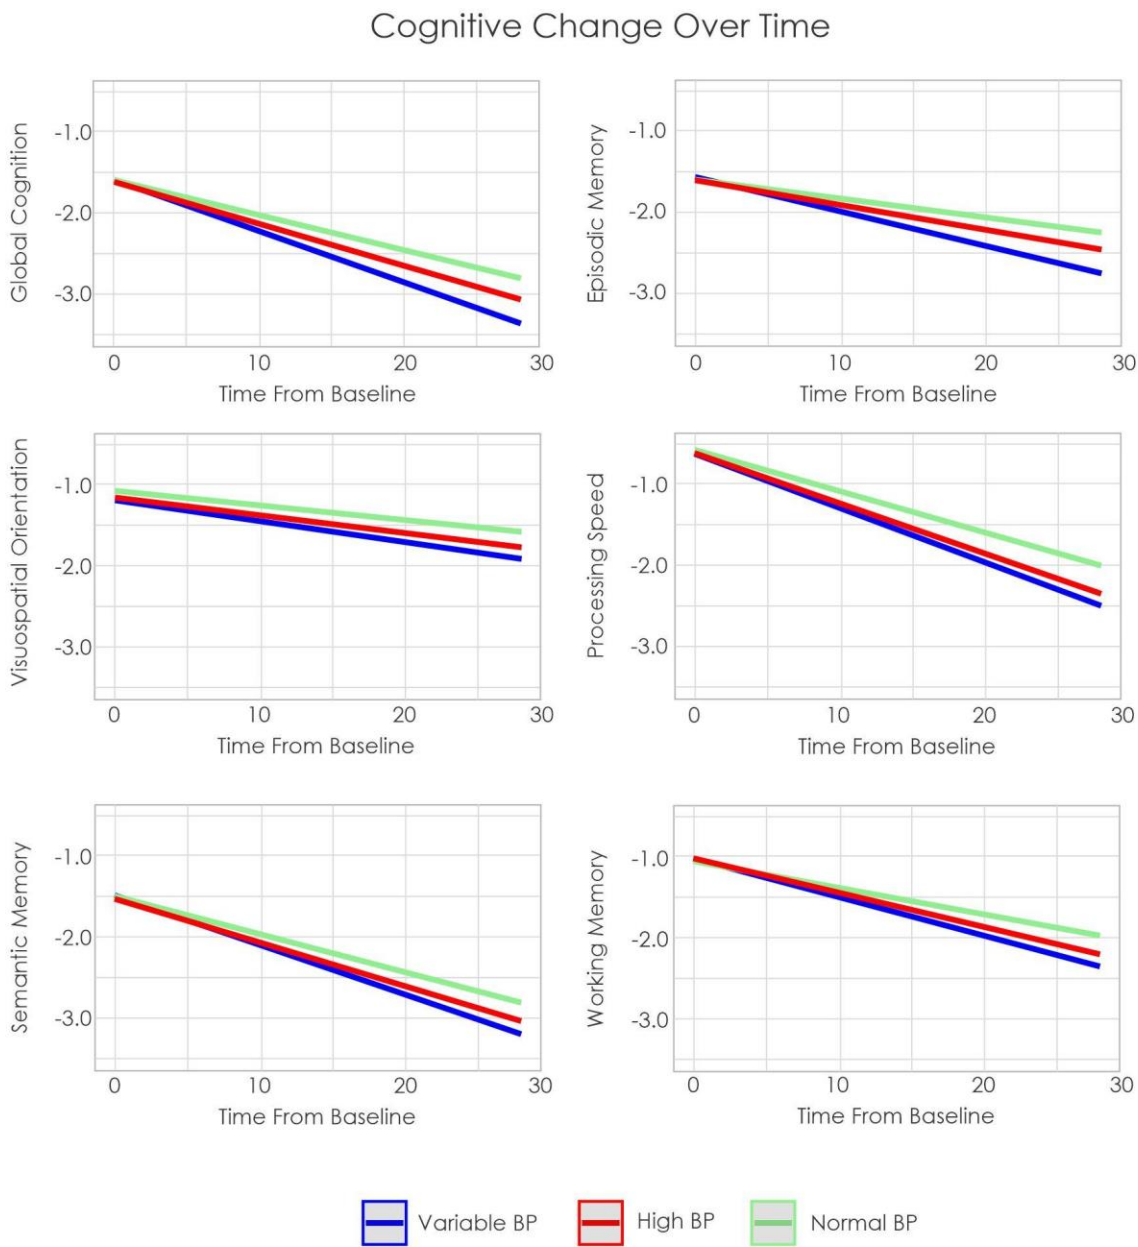 Cognitive Change Over Time
Global Cognition
-1.0
-2.0
-3.0
0 10 20 30
Time From Baseline
Episodic Memory
-1.0
-2.0
-3.0
0 10 20 30
Time From Baseline
Visuospatial Orientation
-1.0
-2.0
-3.0
0 10 20 30
Time From Baseline
Processing Speed
-1.0
-2.0
-3.0
0 10 20 30
Time From Baseline
Semantic Memory
-1.0
-2.0
-3.0
0 10 20 30
Time From Baseline
Working Memory
-1.0
-2.0
-3.0
0 10 20 30
Time From Baseline
Variable BP High BP Normal BP